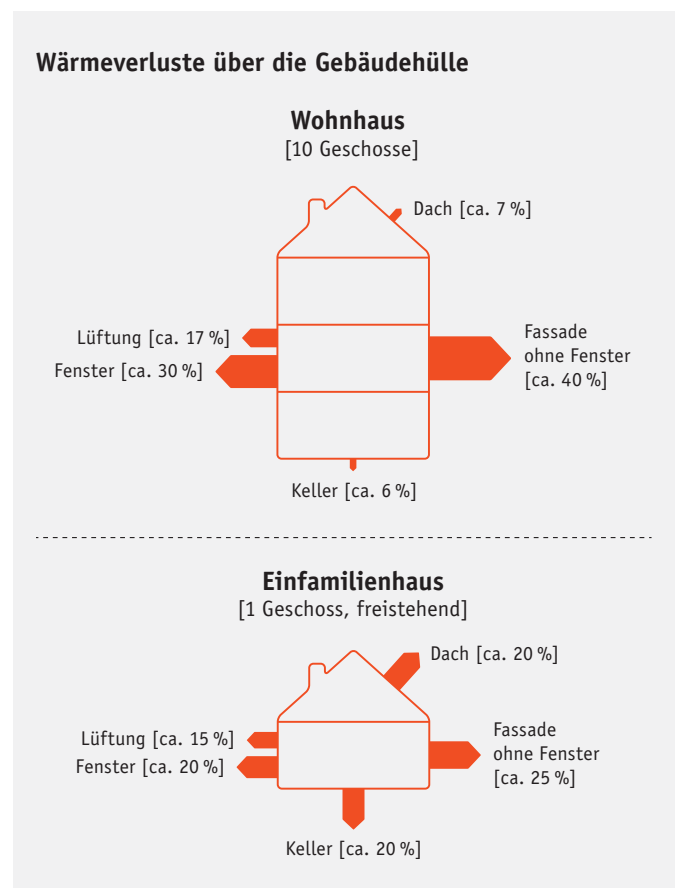 Wärmeverluste über die Gebäudehülle
Wohnhaus
[10 Geschosse]
Dach [ca. 7 %]
Lüftung [ca. 17 %]
Fenster [ca. 30 %]
Fassade
ohne Fenster
[ca. 40 %]
Keller [ca. 6 %]
Einfamilienhaus
[1 Geschoss, freistehend]
Dach [ca. 20 %]
Lüftung [ca. 15 %]
Fenster [ca. 20 %]
Fassade
ohne Fenster
[ca. 25 %]
Keller [ca. 20 %]